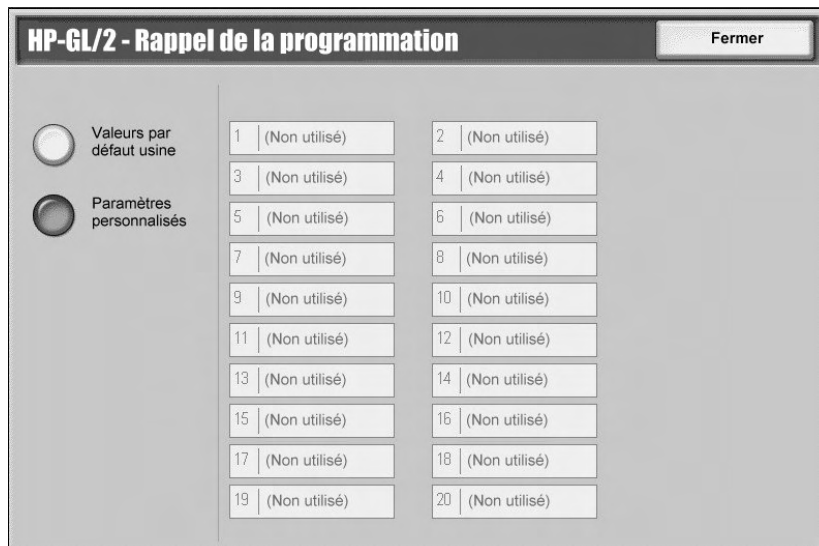 HP-GL/2 - Rappel de la programmation
Fermer
Valeurs par
défaut usine
Paramètres
personnalisés
1 (Non utilisé)
2 (Non utilisé)
3 (Non utilisé)
4 (Non utilisé)
5 (Non utilisé)
6 (Non utilisé)
7 (Non utilisé)
8 (Non utilisé)
9 (Non utilisé)
10 (Non utilisé)
11 (Non utilisé)
12 (Non utilisé)
13 (Non utilisé)
14 (Non utilisé)
15 (Non utilisé)
16 (Non utilisé)
17 (Non utilisé)
18 (Non utilisé)
19 (Non utilisé)
20 (Non utilisé)